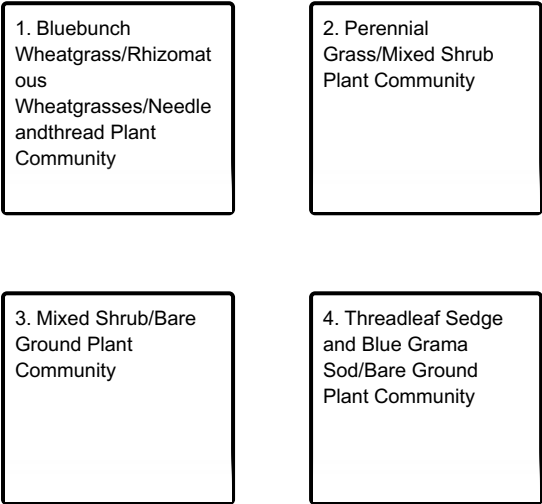 1. Bluebunch
Wheatgrass/Rhizomat
ous
Wheatgrasses/Needle
andthread Plant
Community
2. Perennial
Grass/Mixed Shrub
Plant Community
3. Mixed Shrub/Bare
Ground Plant
Community
4. Threadleaf Sedge
and Blue Grama
Sod/Bare Ground
Plant Community